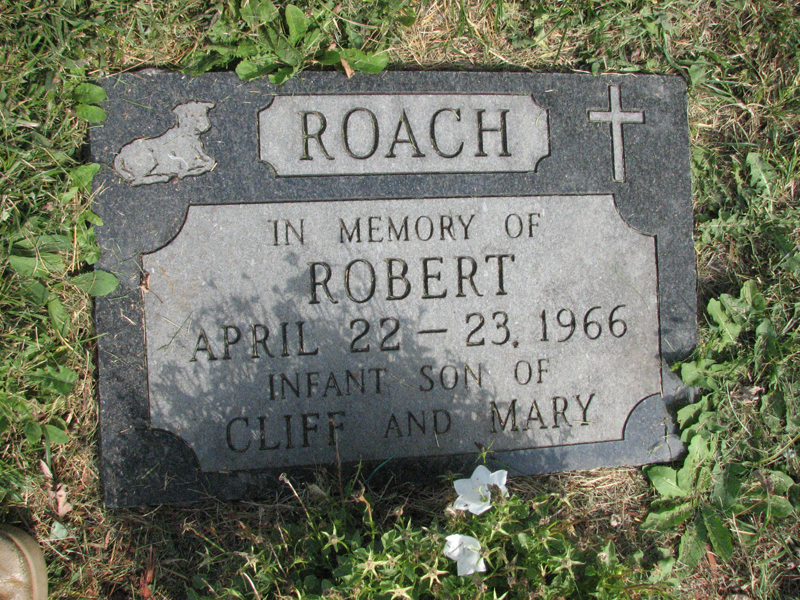 ROACH
IN MEMORY OF
ROBERT
APRIL 22 — 23, 1966
INFANT SON OF
CLIFF AND MARY